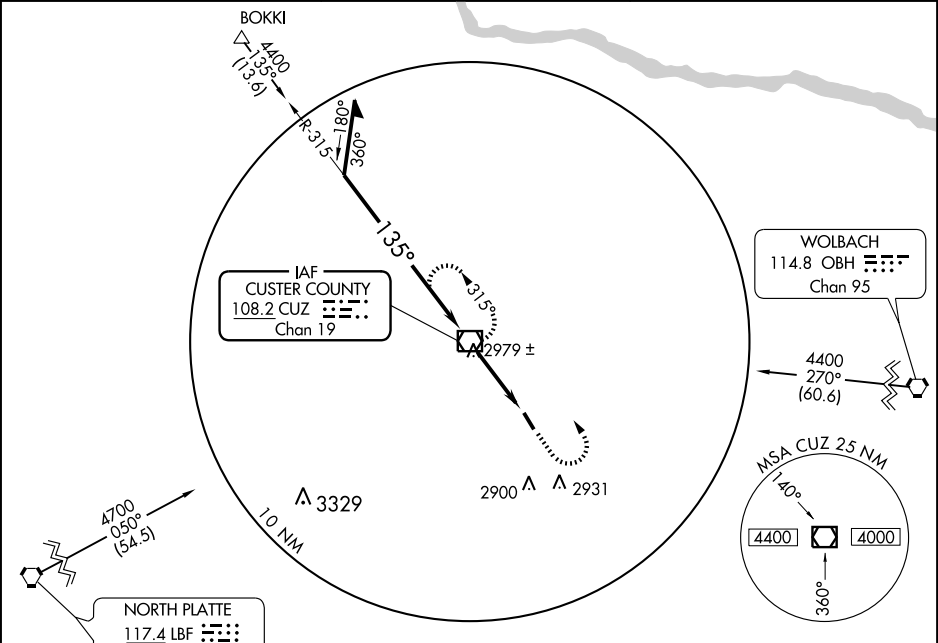 BOKKI
4400
135°
(13.6)
R-315
180°
360°
135°
315°
IAF
CUSTER COUNTY
108.2 CUZ
Chan 19
2979 ±
WOLBACH
114.8 OBH
Chan 95
4400
270°
(60.6)
2900
2931
3329
10 NM
4700
050°
(54.5)
NORTH PLATTE
117.4 LBF
MSA CUZ 25 NM
140°
4400
4000
360°